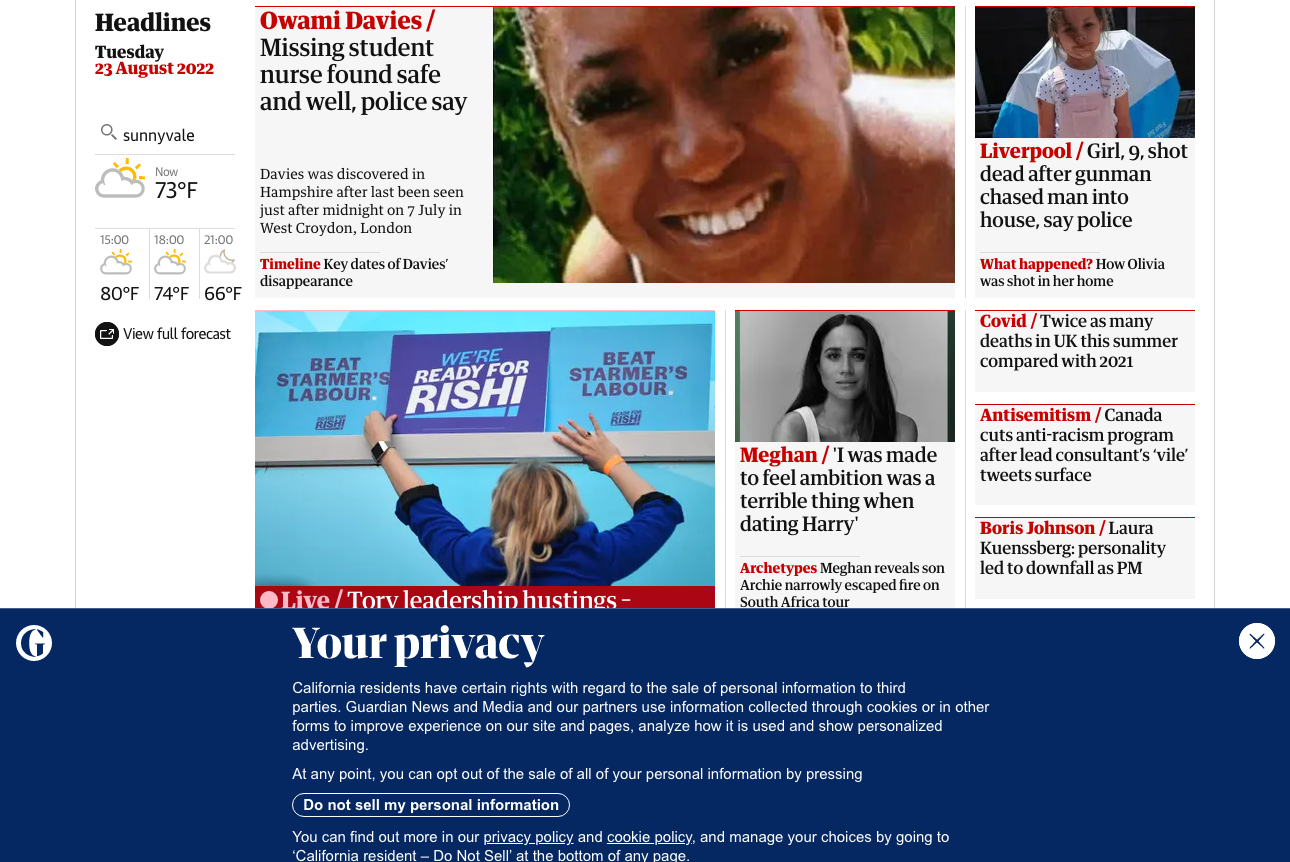 Headlines
Tuesday
23 August 2022
sunnyvale
Now
73°F
15:00
18:00
21:00
80°F
74°F
66°F
View full forecast
Owami Davies /
Missing student
nurse found safe
and well, police say
Davies was discovered in
Hampshire after last been seen
just after midnight on 7 July in
West Croydon, London
Timeline Key dates of Davies’
disappearance
Liverpool / Girl, 9, shot
dead after gunman
chased man into
house, say police
What happened? How Olivia
was shot in her home
BEAT
STARMER'S
LABOUR.
READY FOR
RISHI
WE'RE
READY FOR
RISHI
BEAT
STARMER'S
LABOUR.
READY FOR
RISHI
Live / Tory leadership hustings –
Meghan / 'I was made
to feel ambition was a
terrible thing when
dating Harry'
Archetypes Meghan reveals son
Archie narrowly escaped fire on
South Africa tour
Covid / Twice as many
deaths in UK this summer
compared with 2021
Antisemitism / Canada
cuts anti-racism program
after lead consultant’s ‘vile’
tweets surface
Boris Johnson / Laura
Kuenssberg: personality
led to downfall as PM
G
Your privacy
California residents have certain rights with regard to the sale of personal information to third
parties. Guardian News and Media and our partners use information collected through cookies or in other
forms to improve experience on our site and pages, analyze how it is used and show personalized
advertising.
At any point, you can opt out of the sale of all of your personal information by pressing
Do not sell my personal information
You can find out more in our privacy policy and cookie policy, and manage your choices by going to
‘California resident – Do Not Sell’ at the bottom of any page.